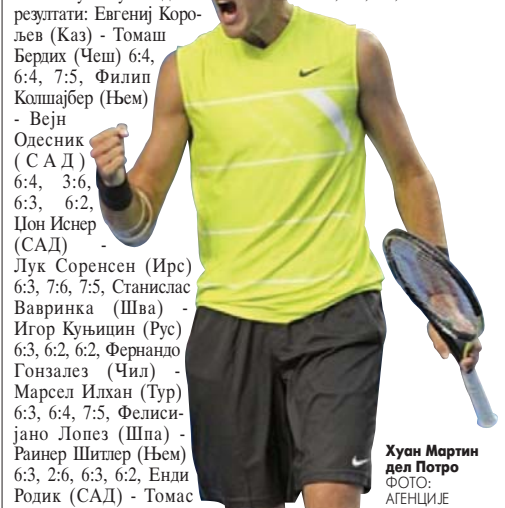 резултати: Евгениј Коро-
љев (Каз) - Томаш
Бердих (Чеш) 6:4,
6:4, 7:5, Филип
Колшајбер (Њем)
- Вејн
Одесник
(САД)
6:4, 3:6,
6:3, 6:2,
Џон Иснер
(САД) -
Лук Соренсен (Ирс)
6:3, 7:6, 7:5, Станислас
Вавринка (Шва) -
Игор Куњицин (Рус)
6:3, 6:2, 6:2, Фернандо
Гонзалез (Чил) -
Марсел Илхан (Тур)
6:3, 6:4, 7:5, Фелиси-
јано Лопез (Шпа) -
Раинер Шитлер (Њем)
6:3, 2:6, 6:3, 6:2, Енди
Родик (САД) - Томас
Хуан Мартин
дел Потро
ФОТО:
АГЕНЦИЈЕ